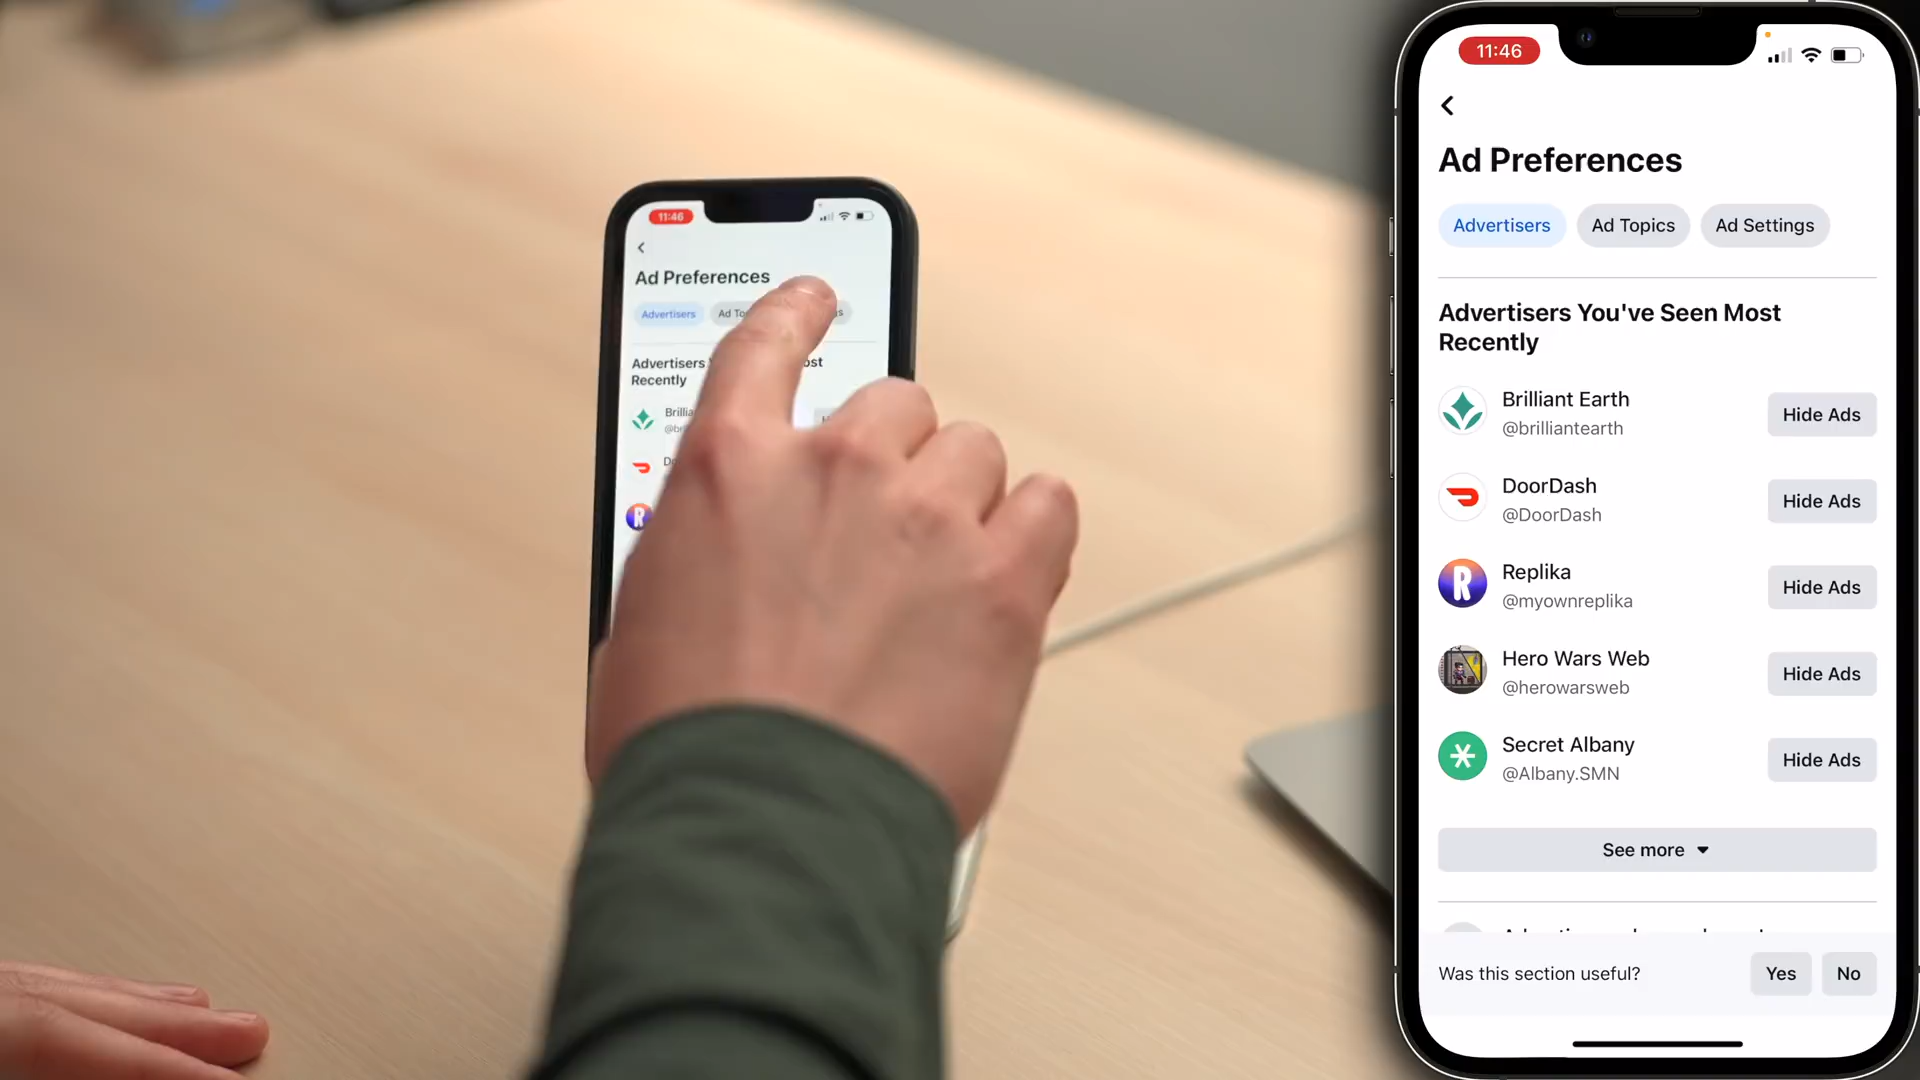 11:46
Ad Preferences
Advertisers
Advertisers
Recently
11:46
Ad Preferences
Advertisers Ad Topics Ad Settings
Advertisers You've Seen Most
Recently
Brilliant Earth
@brilliantearth
Hide Ads
DoorDash
@DoorDash
Hide Ads
R
Replika
@myownreplika
Hide Ads
Hero Wars Web
@herowarsweb
Hide Ads
Secret Albany
@Albany.SMN
Hide Ads
See more
Was this section useful? Yes No